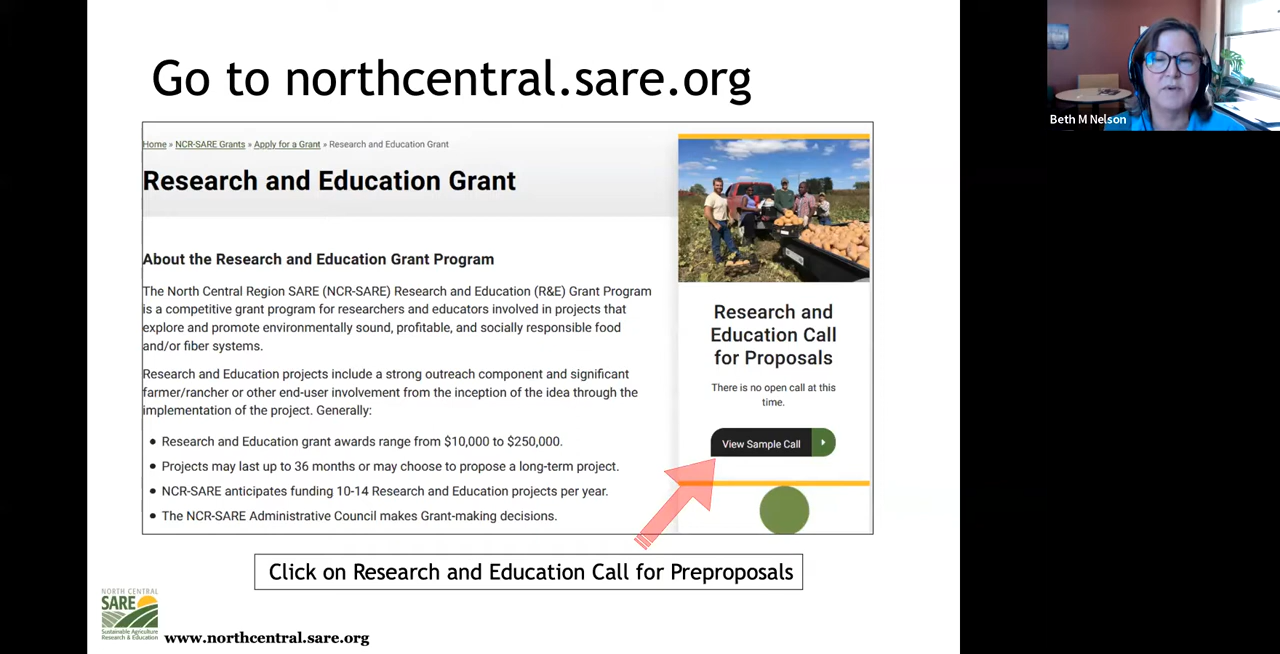 Go to northcentral.sare.org
Beth M Nelson
Home » NCR-SARE Grants » Apply for a Grant » Research and Education Grant
Research and Education Grant
About the Research and Education Grant Program
The North Central Region SARE (NCR-SARE) Research and Education (R&E) Grant Program
is a competitive grant program for researchers and educators involved in projects that
explore and promote environmentally sound, profitable, and socially responsible food
and/or fiber systems.
Research and Education projects include a strong outreach component and significant
farmer/rancher or other end-user involvement from the inception of the idea through the
implementation of the project. Generally:
• Research and Education grant awards range from $10,000 to $250,000.
• Projects may last up to 36 months or may choose to propose a long-term project.
• NCR-SARE anticipates funding 10-14 Research and Education projects per year.
• The NCR-SARE Administrative Council makes Grant-making decisions.
Research and
Education Call
for Proposals
There is no open call at this
time.
View Sample Call
Click on Research and Education Call for Preproposals
NORTH CENTRAL
SARE
Sustainable Agriculture
Research & Education
www.northcentral.sare.org